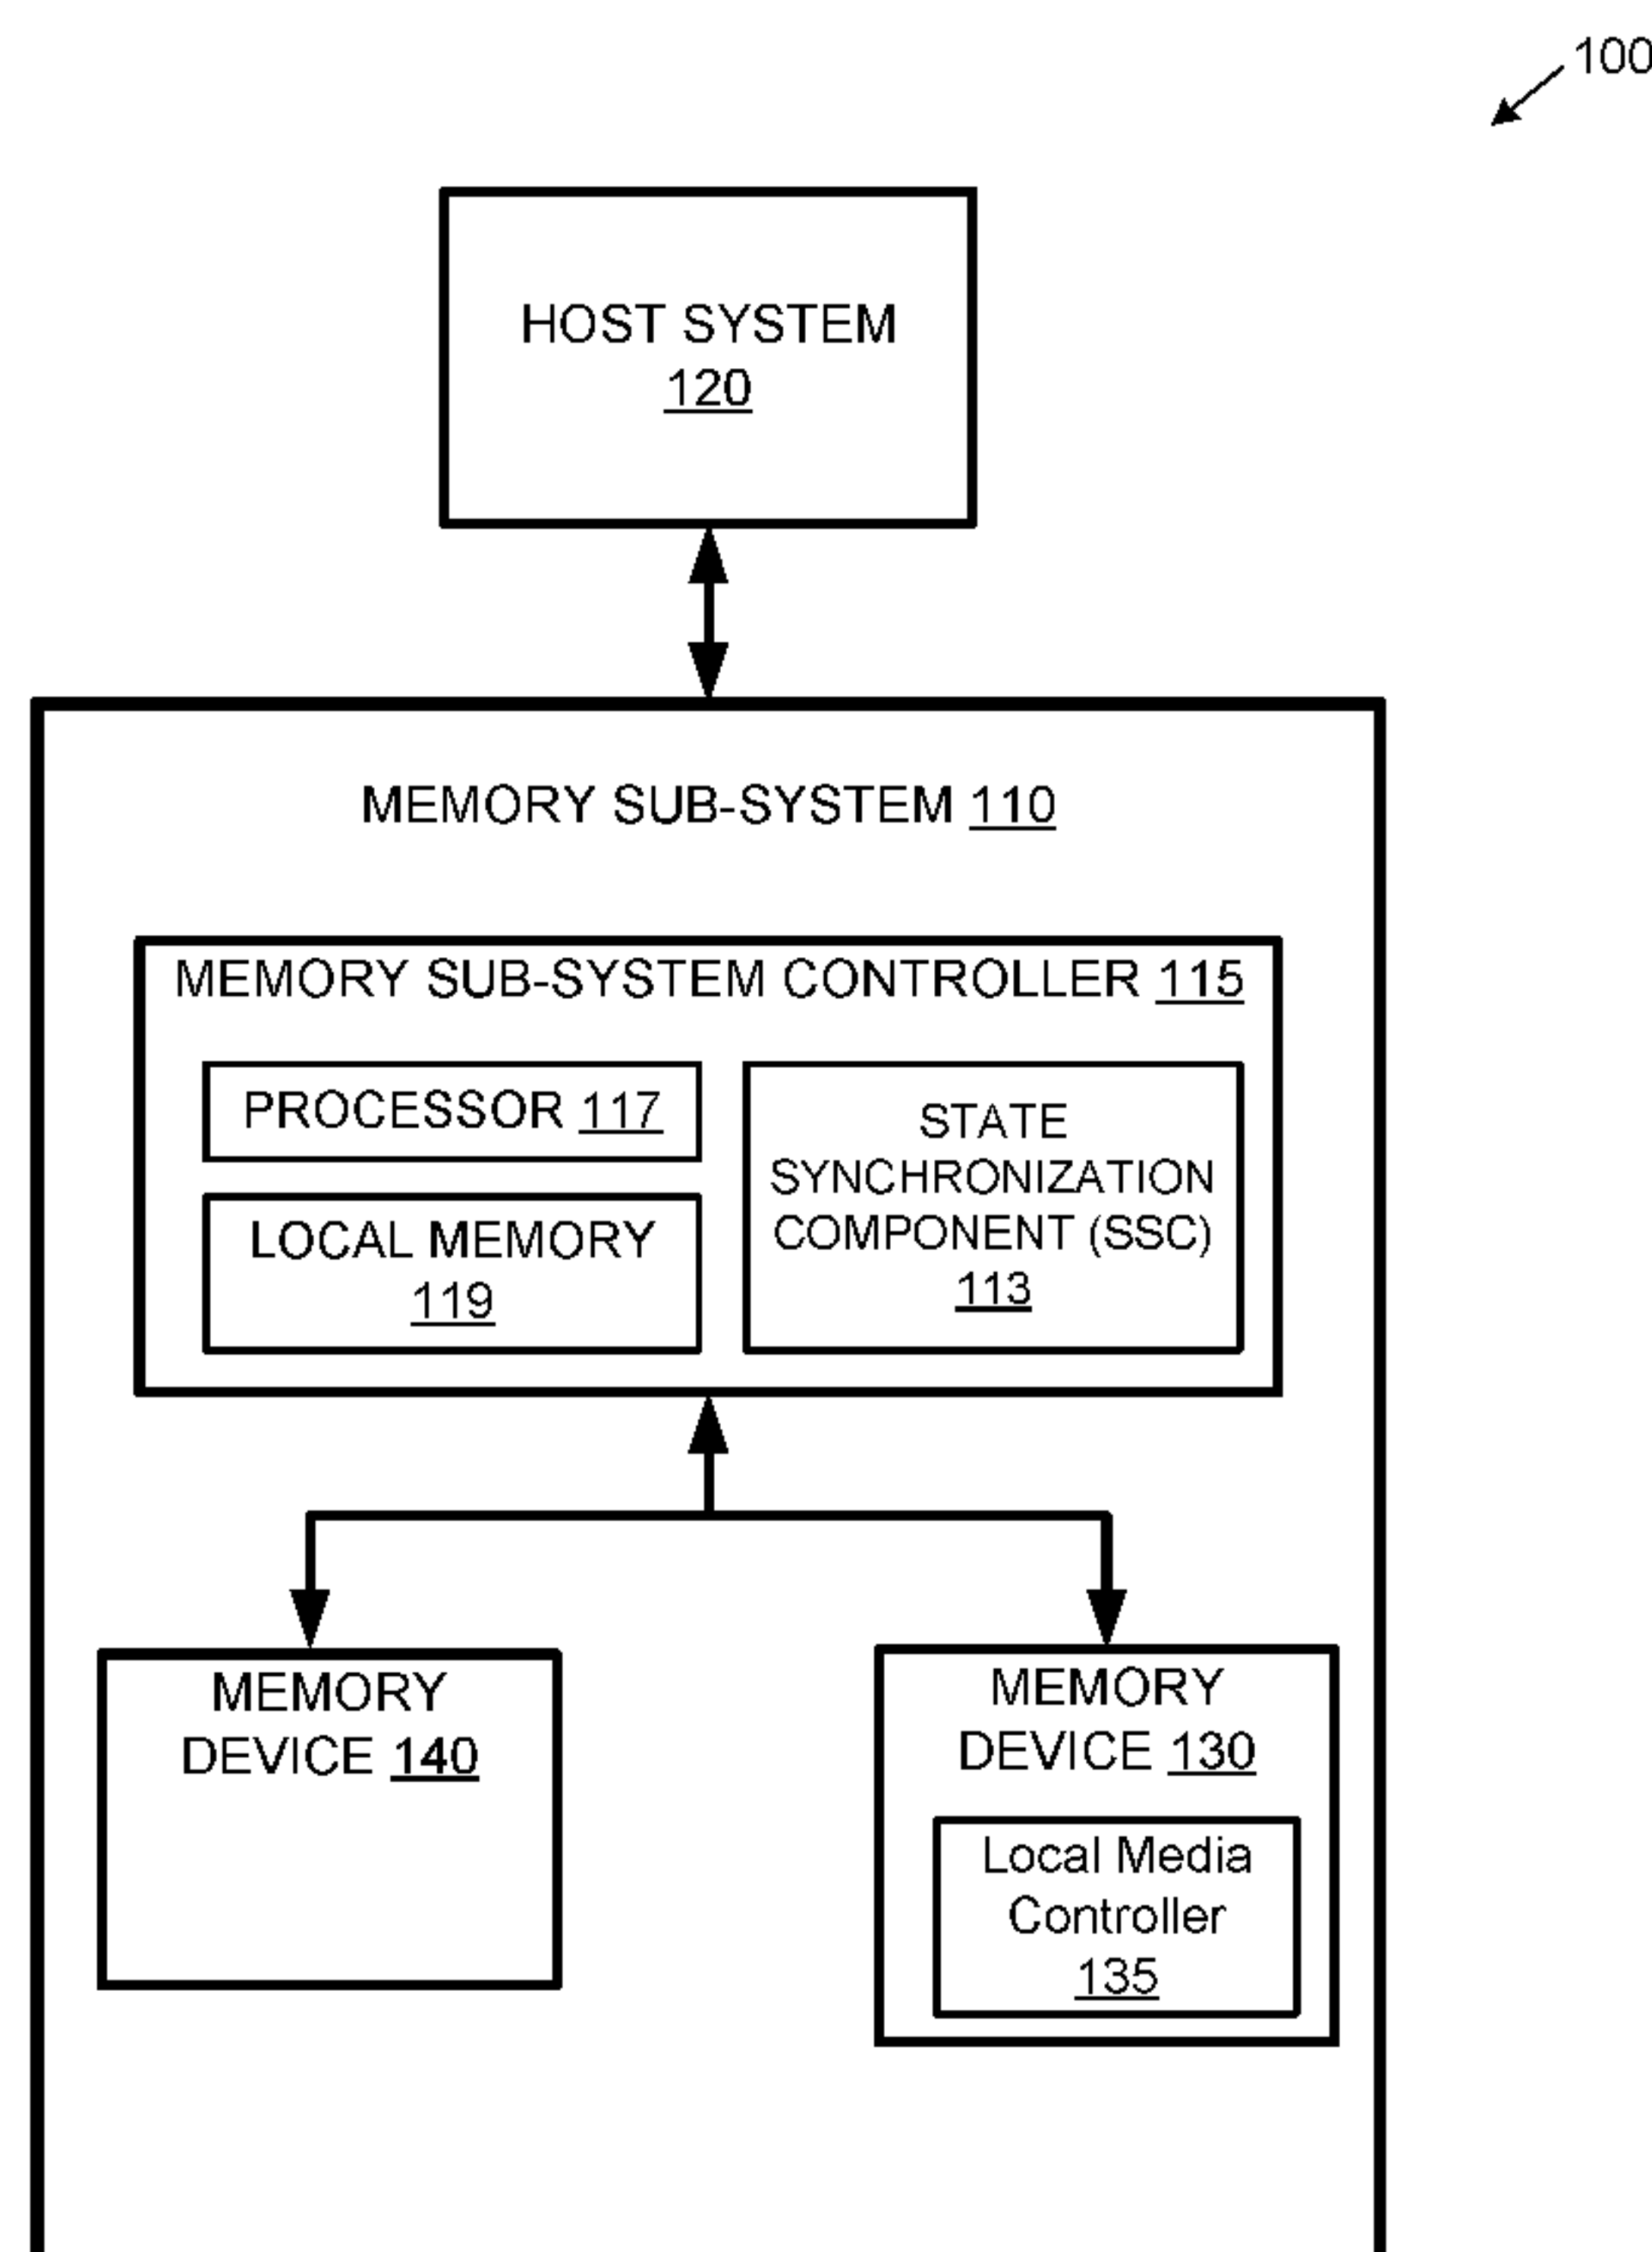 100
HOST SYSTEM
120
MEMORY SUB-SYSTEM 110
MEMORY SUB-SYSTEM CONTROLLER 115
PROCESSOR 117
LOCAL MEMORY
119
STATE
SYNCHRONIZATION
COMPONENT (SSC)
113
MEMORY
DEVICE 140
MEMORY
DEVICE 130
Local Media
Controller
135